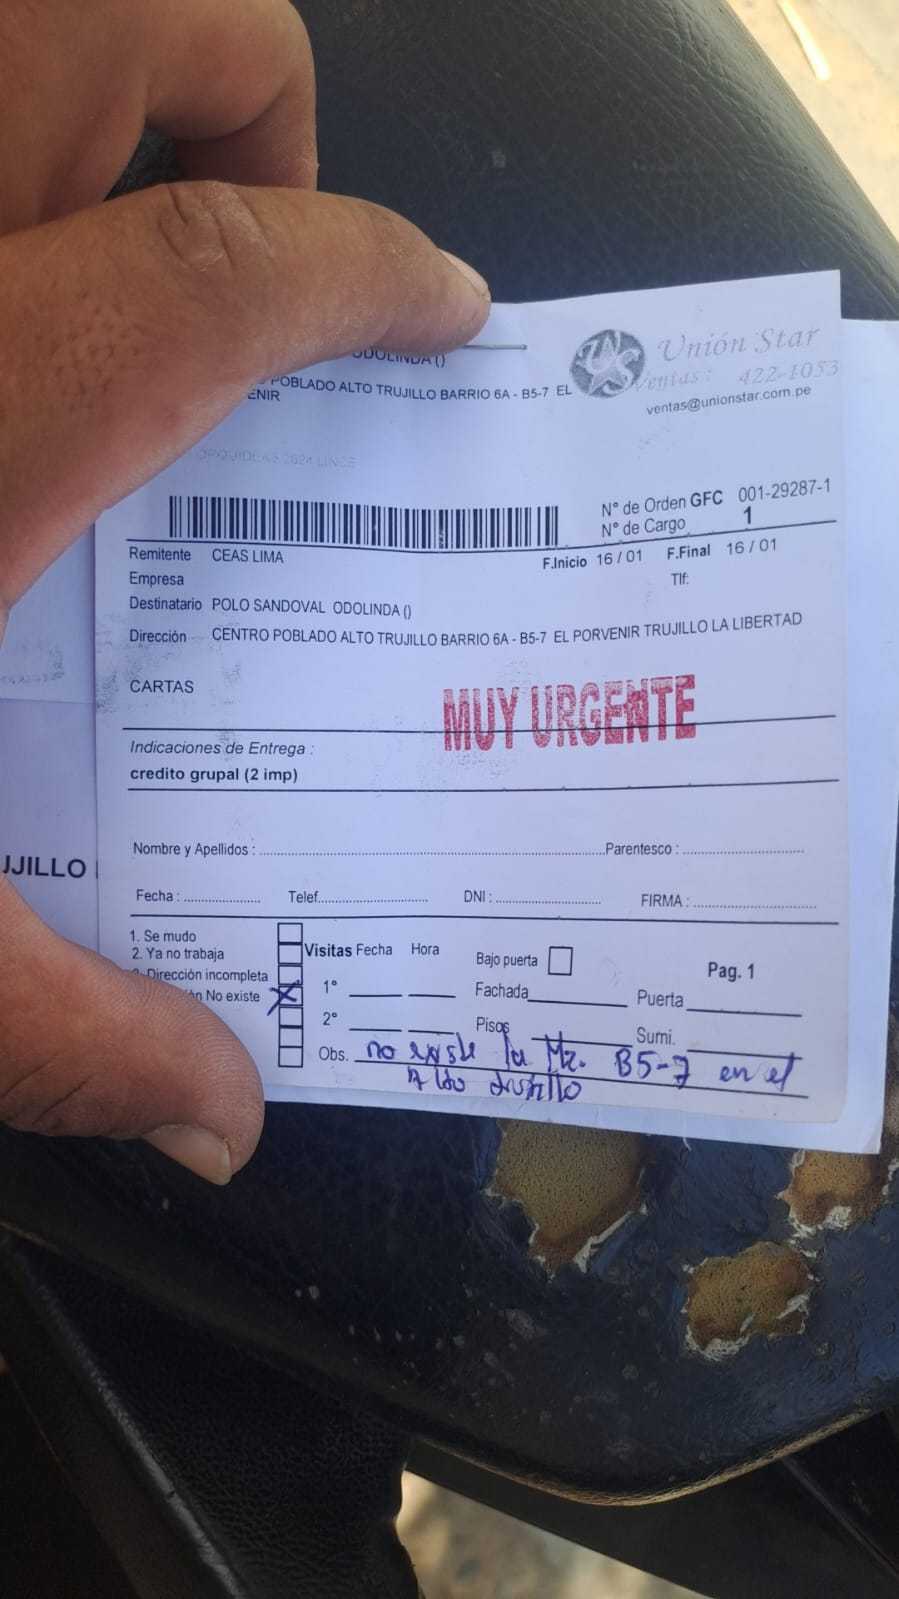 ODOLINDA ()
POBLADO ALTO TRUJILLO BARRIO 6A - B5-7 EL
ENIR
Unión Star
Ventas : 422-1053
ventas@unionstar.com.pe
ORQUIDEAS 2624 LINCE
N° de Orden GFC 001-29287-1
N° de Cargo 1
Remitente CEAS LIMA
F.Inicio 16 / 01 F.Final 16 / 01
Empresa
Tlf:
Destinatario POLO SANDOVAL ODOLINDA ()
Dirección CENTRO POBLADO ALTO TRUJILLO BARRIO 6A - B5-7 EL PORVENIR TRUJILLO LA LIBERTAD
CARTAS
MUY URGENTE
Indicaciones de Entrega :
credito grupal (2 imp)
Nombre y Apellidos : Parentesco :
UJILLO
Fecha : Telef. DNI : FIRMA :
1. Se mudo
2. Ya no trabaja
Dirección incompleta
No existe
Visitas Fecha Hora
1°
2°
Bajo puerta
Pag. 1
Fachada Puerta
Pisos Sumi.
Obs. no existe la Mz. B5-7 en el
Alto Trujillo